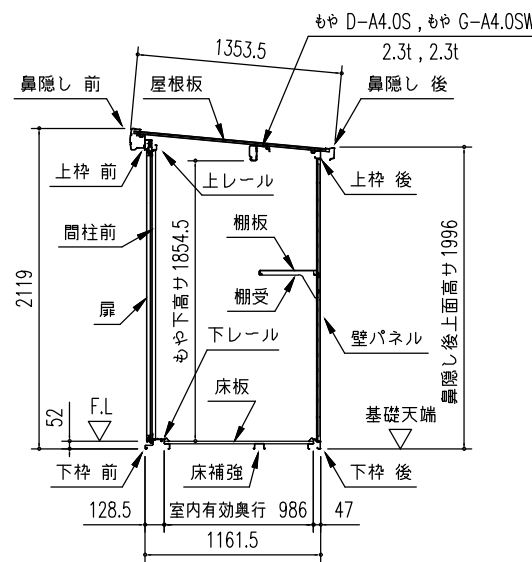 もや D-A4.0S , もや G-A4.0SW
2.3t , 2.3t
1353.5
鼻隠し 前
屋根板
鼻隠し 後
上枠 前
上レール
上枠 後
間柱前
棚板
もや下高サ1854.5
棚受
2119
扉
鼻隠し後上面高サ1996
壁パネル
下レール
床板
F.L
52
基礎天端
下枠 前
床補強
下枠 後
128.5
室内有効奥行 986
47
1161.5